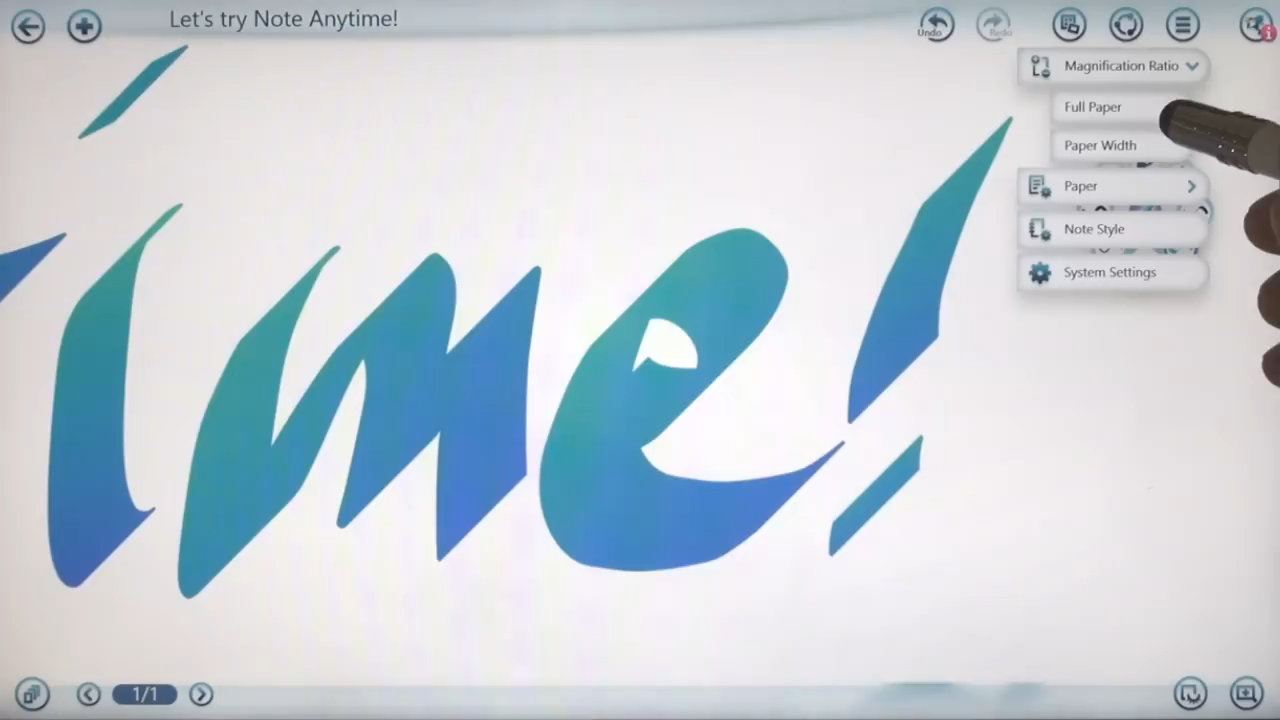 Let's try Note Anytime!
Undo
Redo
Magnification Ratio
Full Paper
Paper Width
Paper
Note Style
System Settings
ime!
1/1